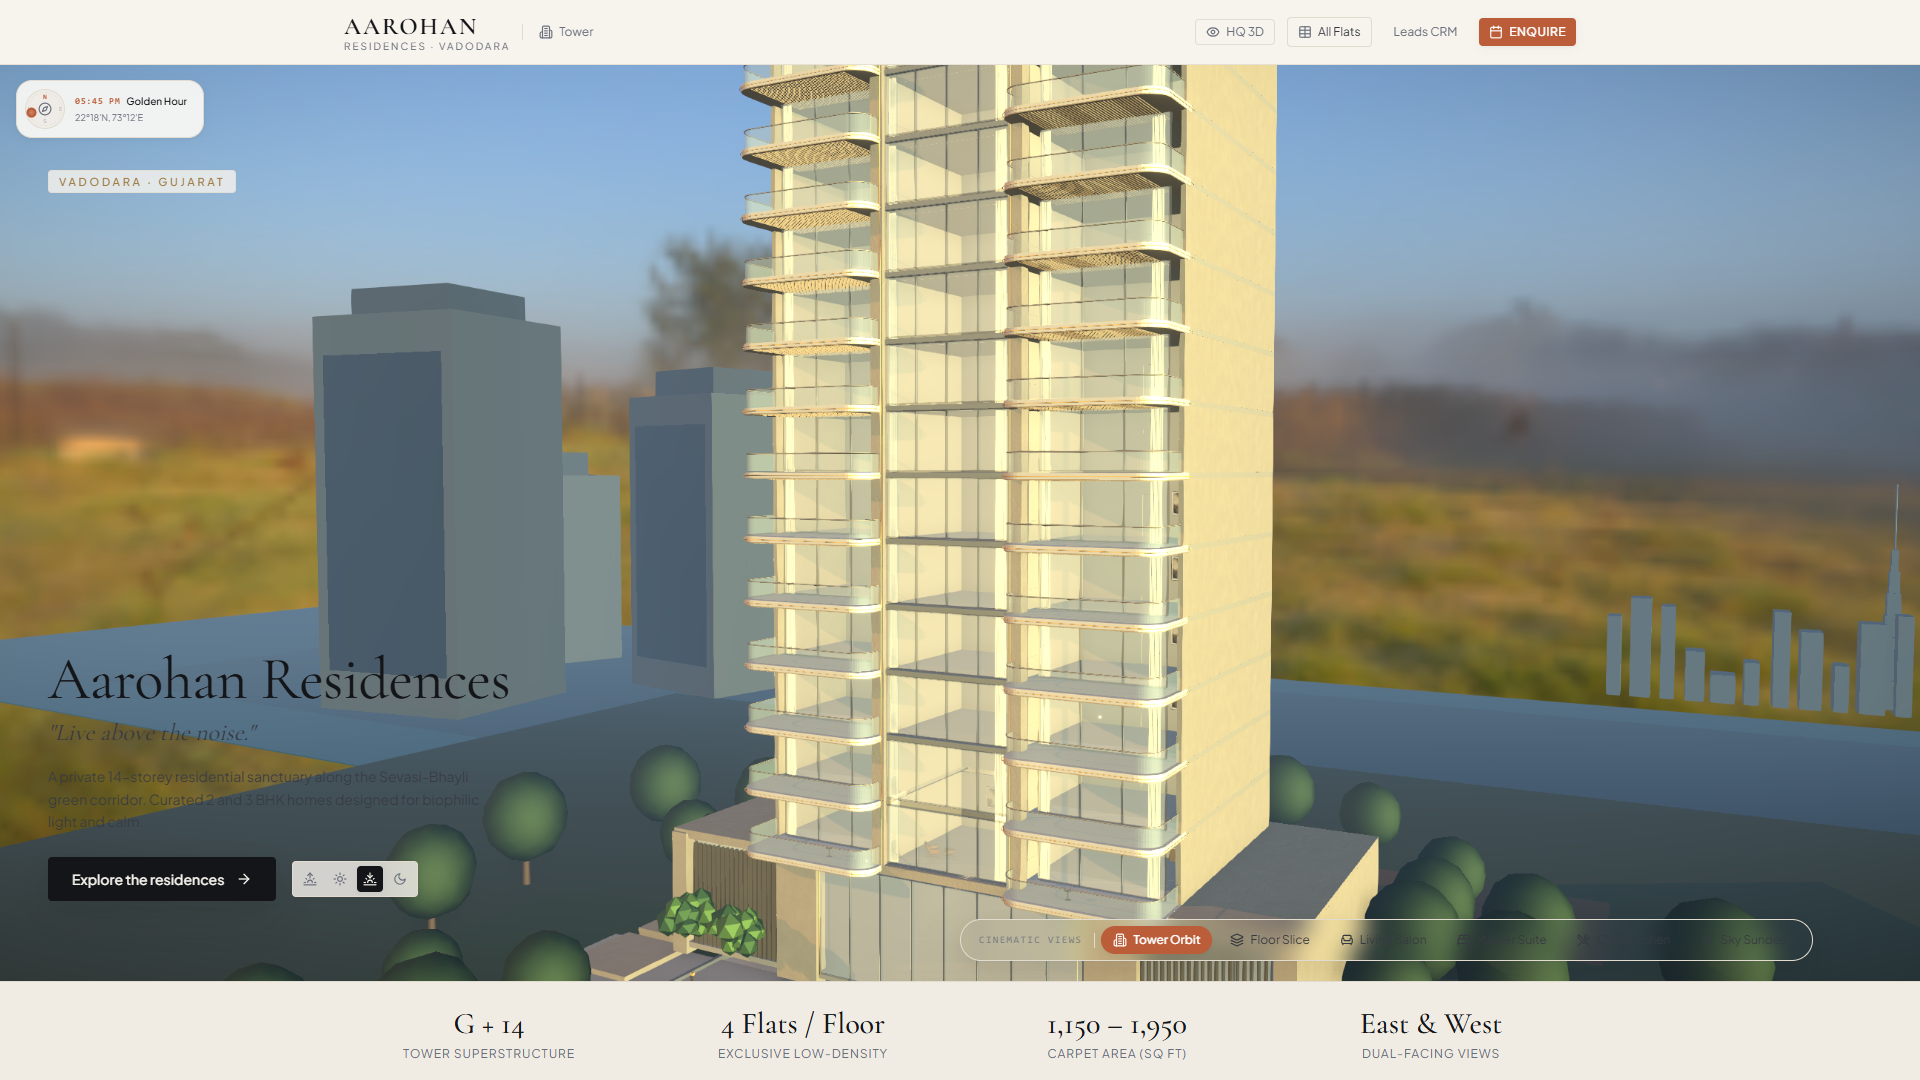 AAROHAN
RESIDENCES · VADODARA
Tower
HQ 3D
All Flats
Leads CRM
ENQUIRE
N
05:45 PM Golden Hour
22°18'N, 73°12'E
VADODARA · GUJARAT
Aarohan Residences
"Live above the noise."
A private 14-storey residential sanctuary along the Sevasi-Bhayli
green corridor. Curated 2 and 3 BHK homes designed for biophilic
light and calm.
Explore the residences
CINEMATIC VIEWS
Tower Orbit
Floor Slice
Suite
Sky
G + 14
TOWER SUPERSTRUCTURE
4 Flats / Floor
EXCLUSIVE LOW-DENSITY
1,150 – 1,950
CARPET AREA (SQ FT)
East & West
DUAL-FACING VIEWS